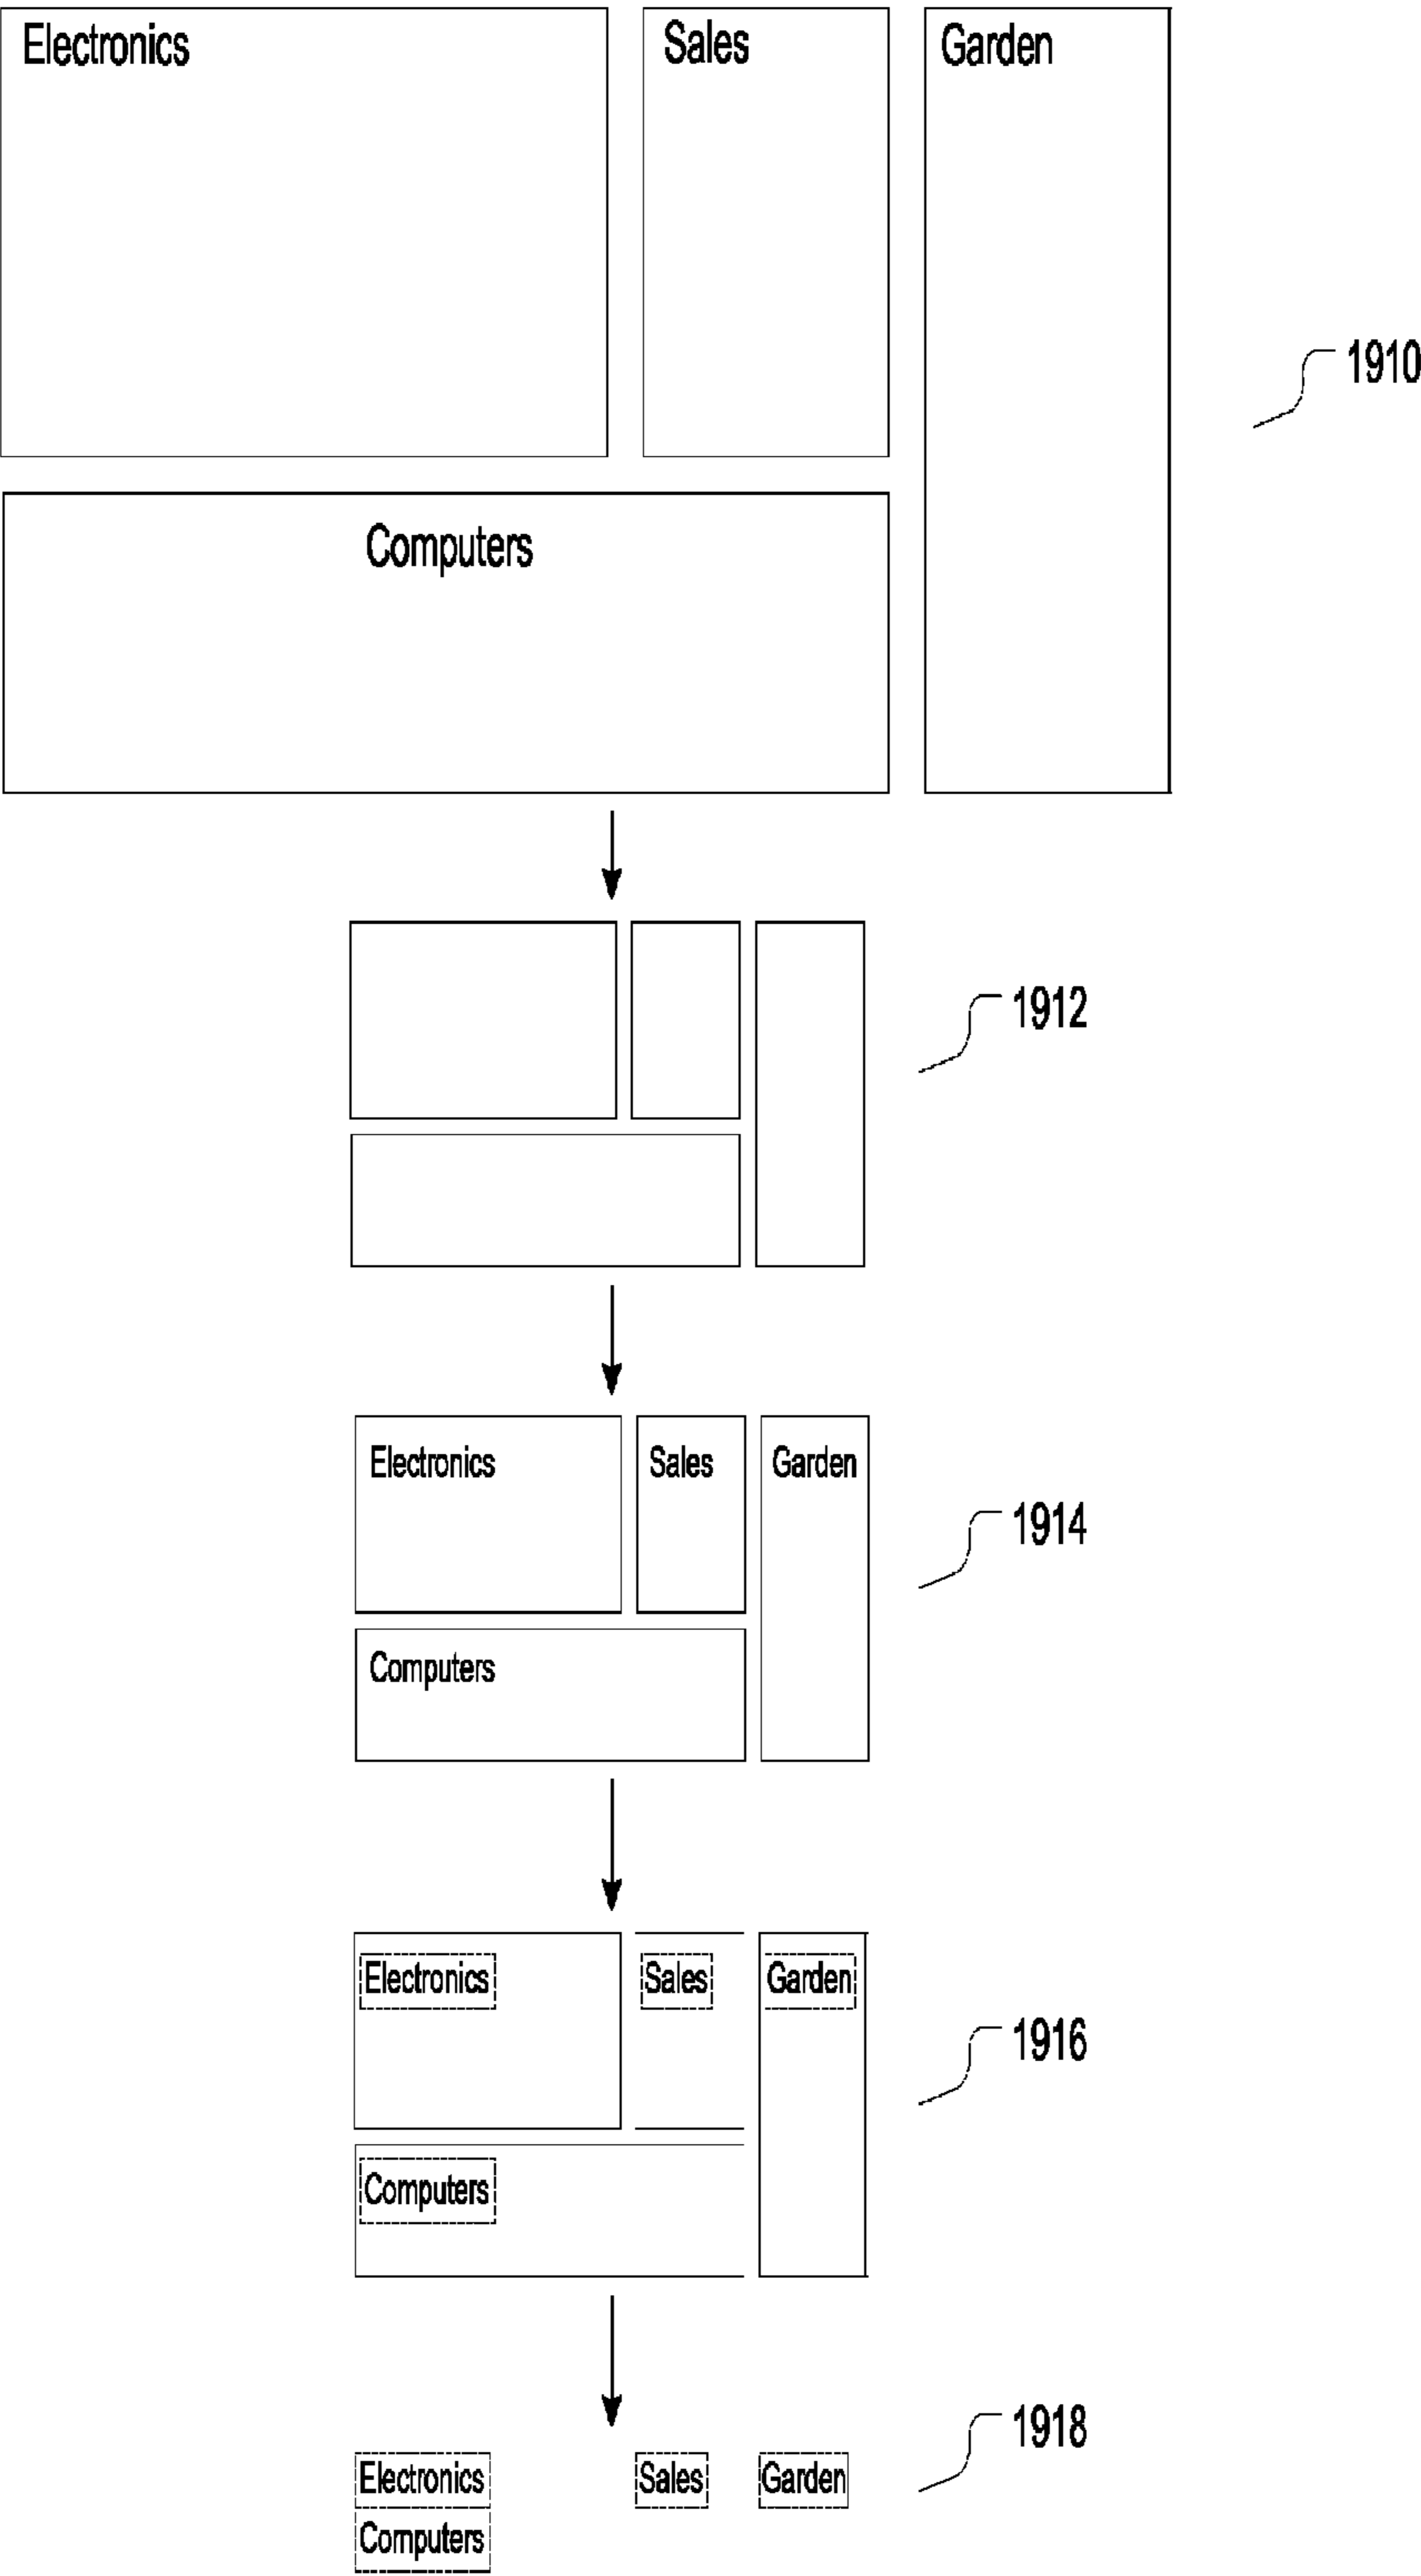 Electronics Sales Garden
1910
Computers
1912
Electronics Sales Garden
1914
Computers
Electronics Sales Garden
1916
Computers
1918
Electronics Sales Garden
Computers